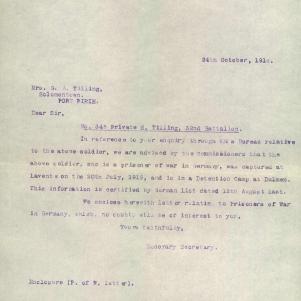 24th October, 1916.
Mrs. S. A. Tilling,
Solomontown,
PORT PIRIE.
Dear Sir,
No. 348 Private S. Tilling, 32nd Battalion.
In reference to your enquiry through this Bureau relative
to the above soldier, we are advised by the Commissioners that the
above soldier, who is a prisoner of war in Germany, was captured at
Lavente on the 20th July, 1916, and is in a Detention Camp at Dulmen.
This information is certified by German List dated 12th August last.
We enclose herewith letter relating to Prisoners of War
in Germany, which, no doubt, will be of interest to you.
Yours faithfully,
Honorary Secretary.
Enclosure (P. of W. letter).